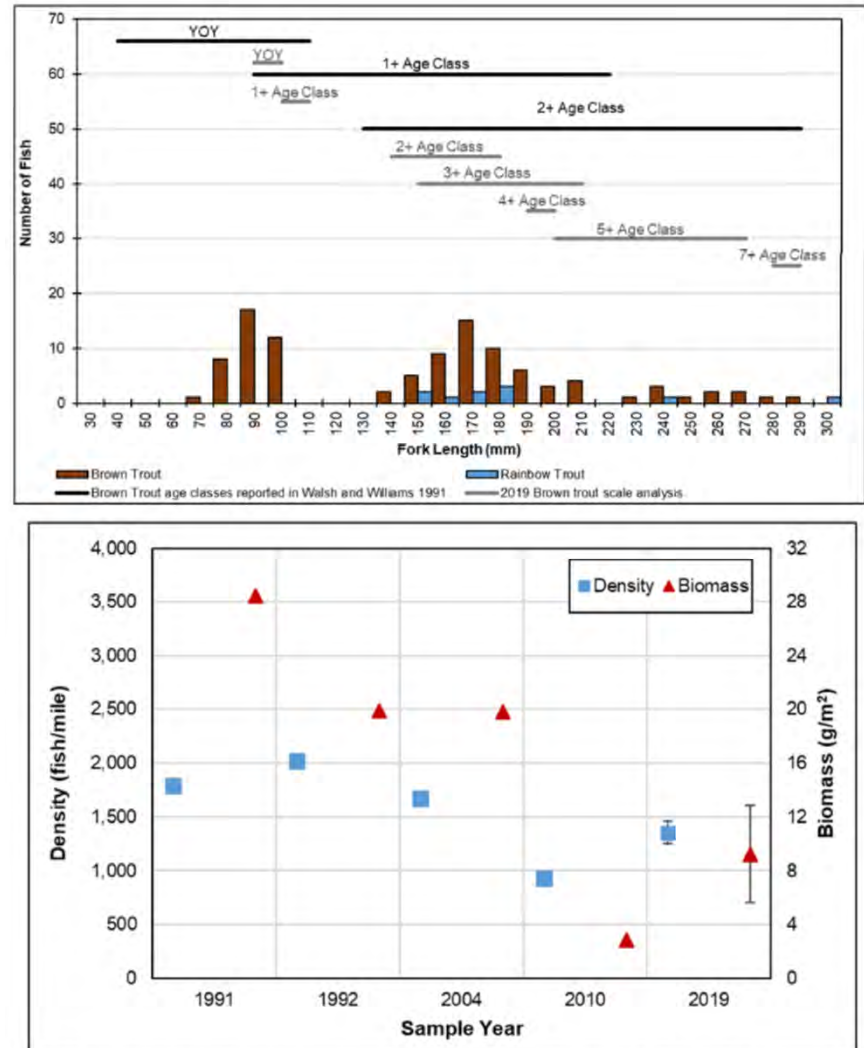 70
60
50
40
30
20
10
0
Number of Fish
YOY
YOY
1+ Age Class
1+ Age Class
2+ Age Class
2+ Age Class
3+ Age Class
4+ Age Class
5+ Age Class
7+ Age Class
30 40 50 60 70 80 90 100 110 120 130 140 150 160 170 180 190 200 210 220 230 240 250 260 270 280 290 300
Fork Length (mm)
Brown Trout Rainbow Trout
Brown Trout age classes reported in Walsh and Williams 1991 2019 Brown trout scale analysis
4,000
3,500
3,000
2,500
2,000
1,500
1,000
500
0
Density (fish/mile)
Density Biomass
32
28
24
20
16
12
8
4
0
Biomass (g/m²)
1991 1992 2004 2010 2019
Sample Year